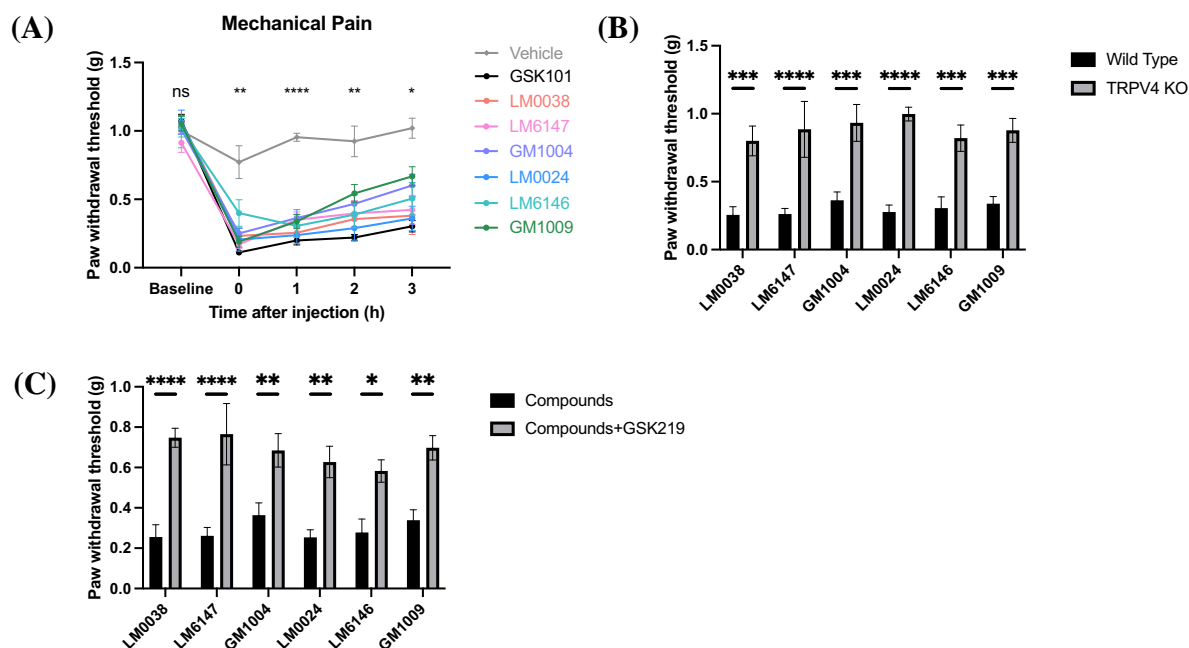 (A)
Mechanical Pain
Paw withdrawal threshold (g)
1.5
1.0
0.5
0.0
ns
**
****
**
*
Baseline
0
1
2
3
Time after injection (h)
Vehicle
GSK101
LM0038
LM6147
GM1004
LM0024
LM6146
GM1009
(B)
Paw withdrawal threshold (g)
1.5
1.0
0.5
0.0
***
****
***
****
***
***
LM0038
LM6147
GM1004
LM0024
LM6146
GM1009
Wild Type
TRPV4 KO
(C)
Paw withdrawal threshold (g)
1.0
0.8
0.6
0.4
0.2
0.0
****
****
**
**
*
**
LM0038
LM6147
GM1004
LM0024
LM6146
GM1009
Compounds
Compounds+GSK219